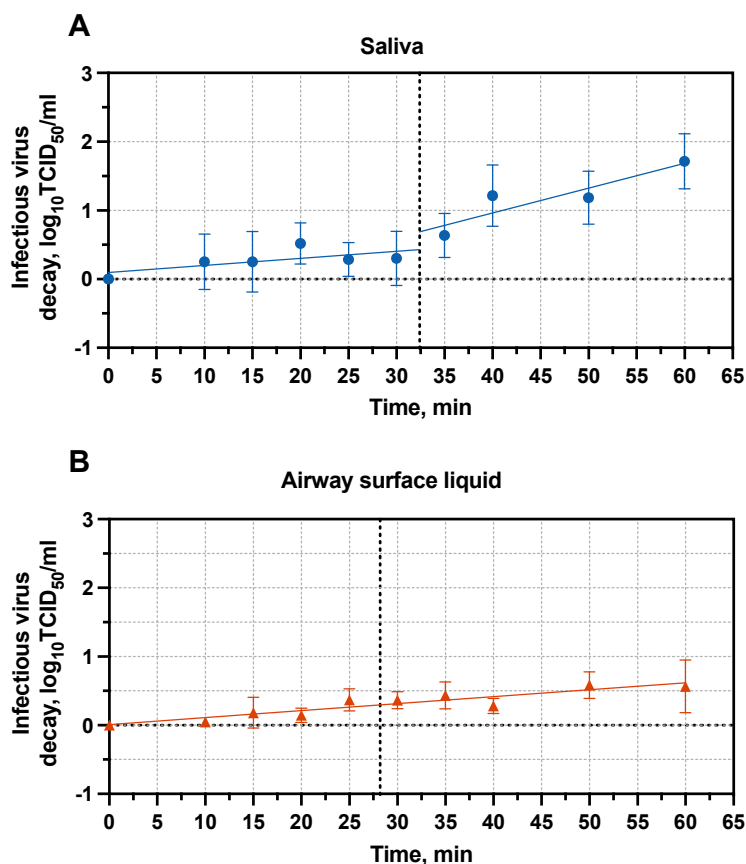 A
Saliva
Infectious virus
decay, log₁₀TCID₅₀/ml
3
2
1
0
-1
0 5 10 15 20 25 30 35 40 45 50 55 60 65
Time, min
B
Airway surface liquid
Infectious virus
decay, log₁₀TCID₅₀/ml
3
2
1
0
-1
0 5 10 15 20 25 30 35 40 45 50 55 60 65
Time, min